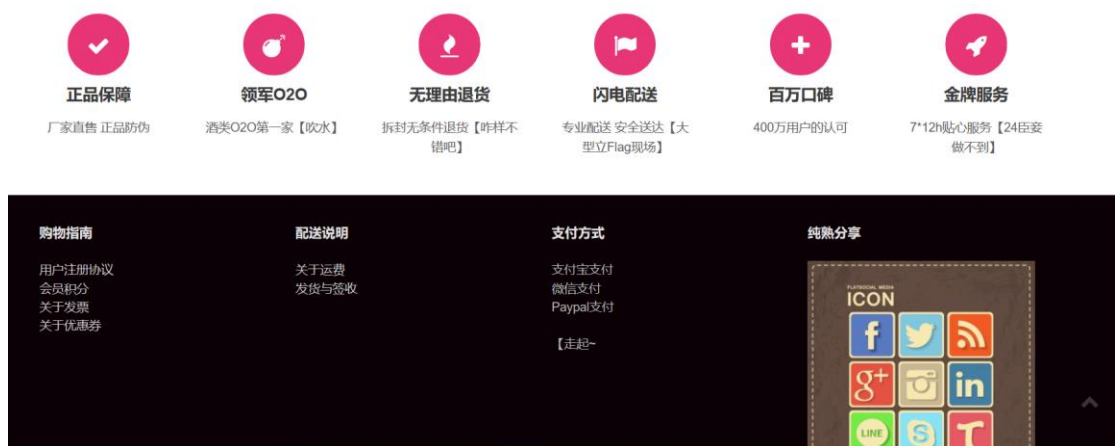 正品保障
领军O2O
无理由退货
闪电配送
百万口碑
金牌服务
厂家直售 正品防伪
酒类O2O第一家【吹水】
拆封无条件退货【咋样不
错吧】
专业配送 安全送达【大
型立Flag现场】
400万用户的认可
7*12h贴心服务【24臣妾
做不到】
购物指南
用户注册协议
会员积分
关于发票
关于优惠券
配送说明
关于运费
发货与签收
支付方式
支付宝支付
微信支付
Paypal支付
【走起~
纯熟分享
FLATSOCIAL MEDIA
ICON
f
g+
in
LINE
S
T